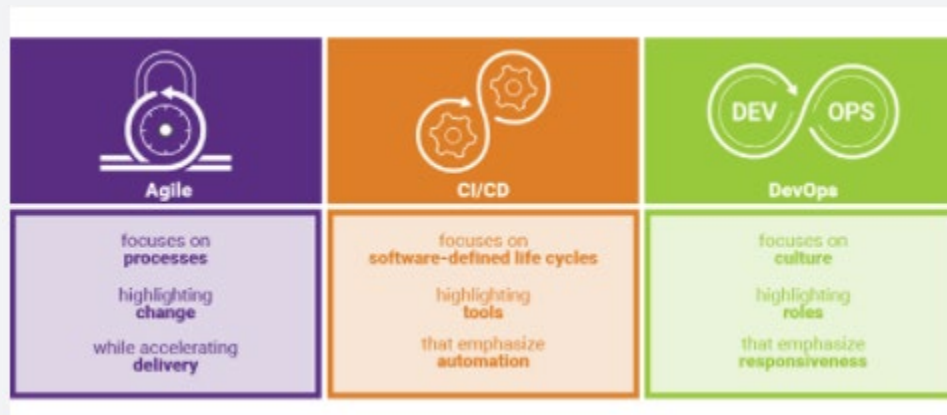 Agile
focuses on
processes
highlighting
change
while accelerating
delivery
CI/CD
focuses on
software-defined life cycles
highlighting
tools
that emphasize
automation
DEV OPS
DevOps
focuses on
culture
highlighting
roles
that emphasize
responsiveness